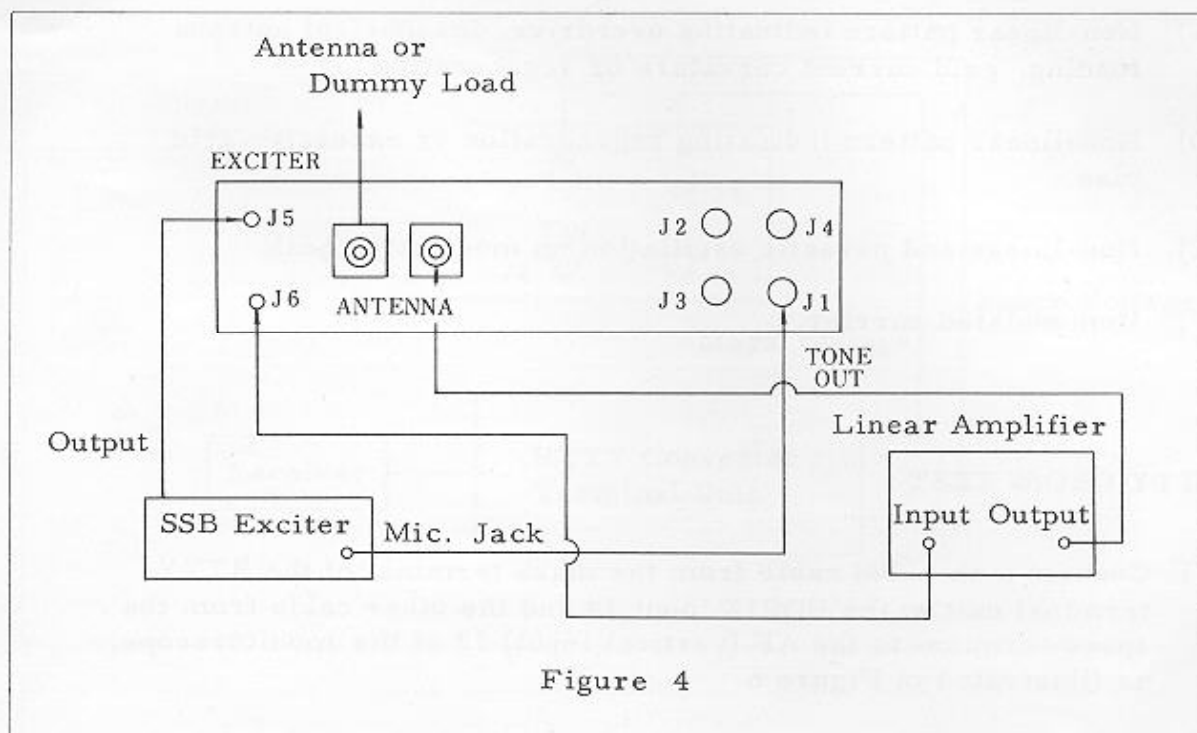 Antenna or
Dummy Load
EXCITER
J5
J2
J4
J6
J3
J1
ANTENNA
TONE
OUT
Output
Linear Amplifier
SSB Exciter
Mic. Jack
Input Output
Figure 4